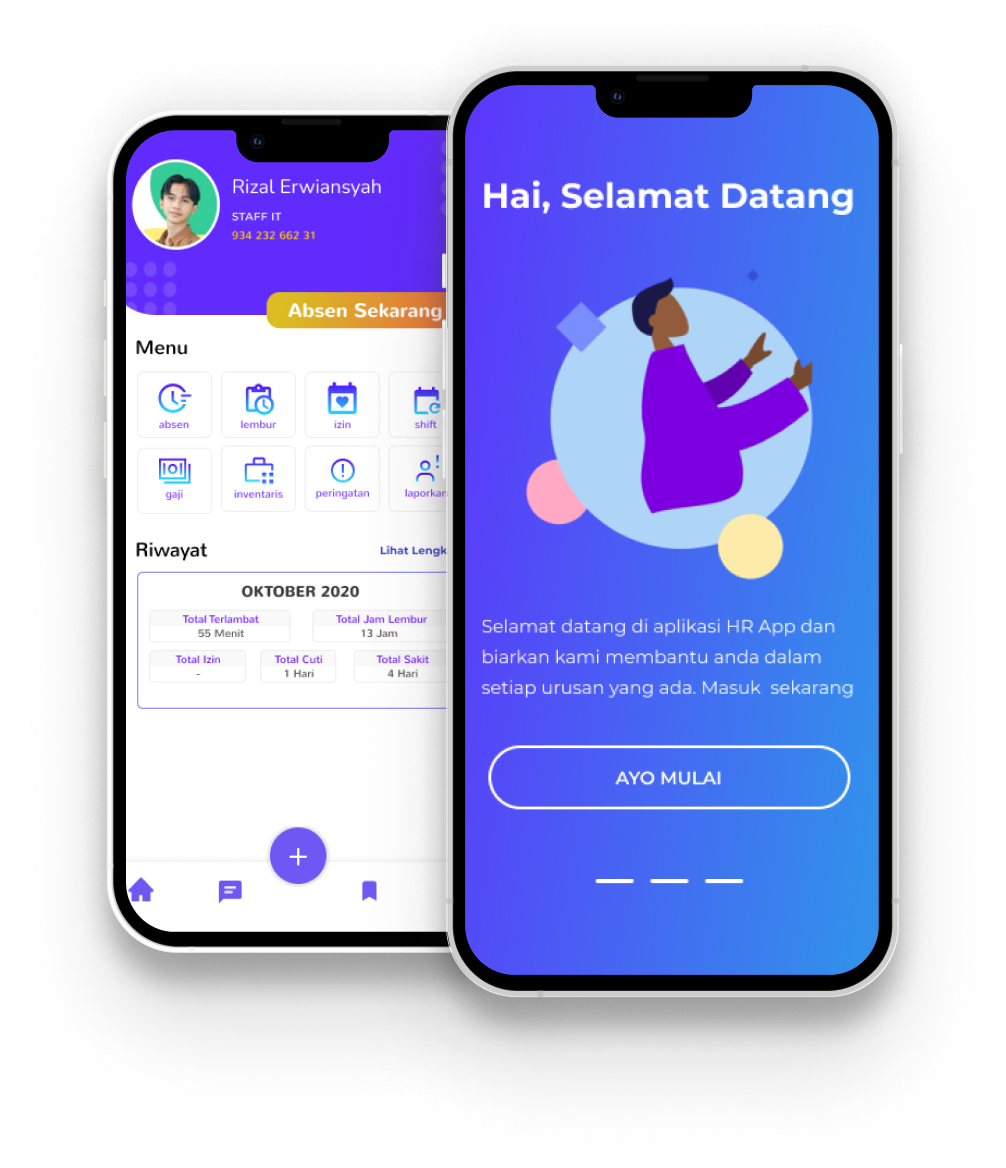 Rizal Erwiansyah
STAFF IT
934 232 662 31
Absen Sekarang
Menu
absen
lembur
izin
shift
gaji
inventaris
peringatan
laporkan
Riwayat
Lihat Lengk
OKTOBER 2020
Total Terlambat
55 Menit
Total Jam Lembur
13 Jam
Total Izin
-
Total Cuti
1 Hari
Total Sakit
4 Hari
Hai, Selamat Datang
Selamat datang di aplikasi HR App dan
biarkan kami membantu anda dalam
setiap urusan yang ada. Masuk  sekarang
AYO MULAI